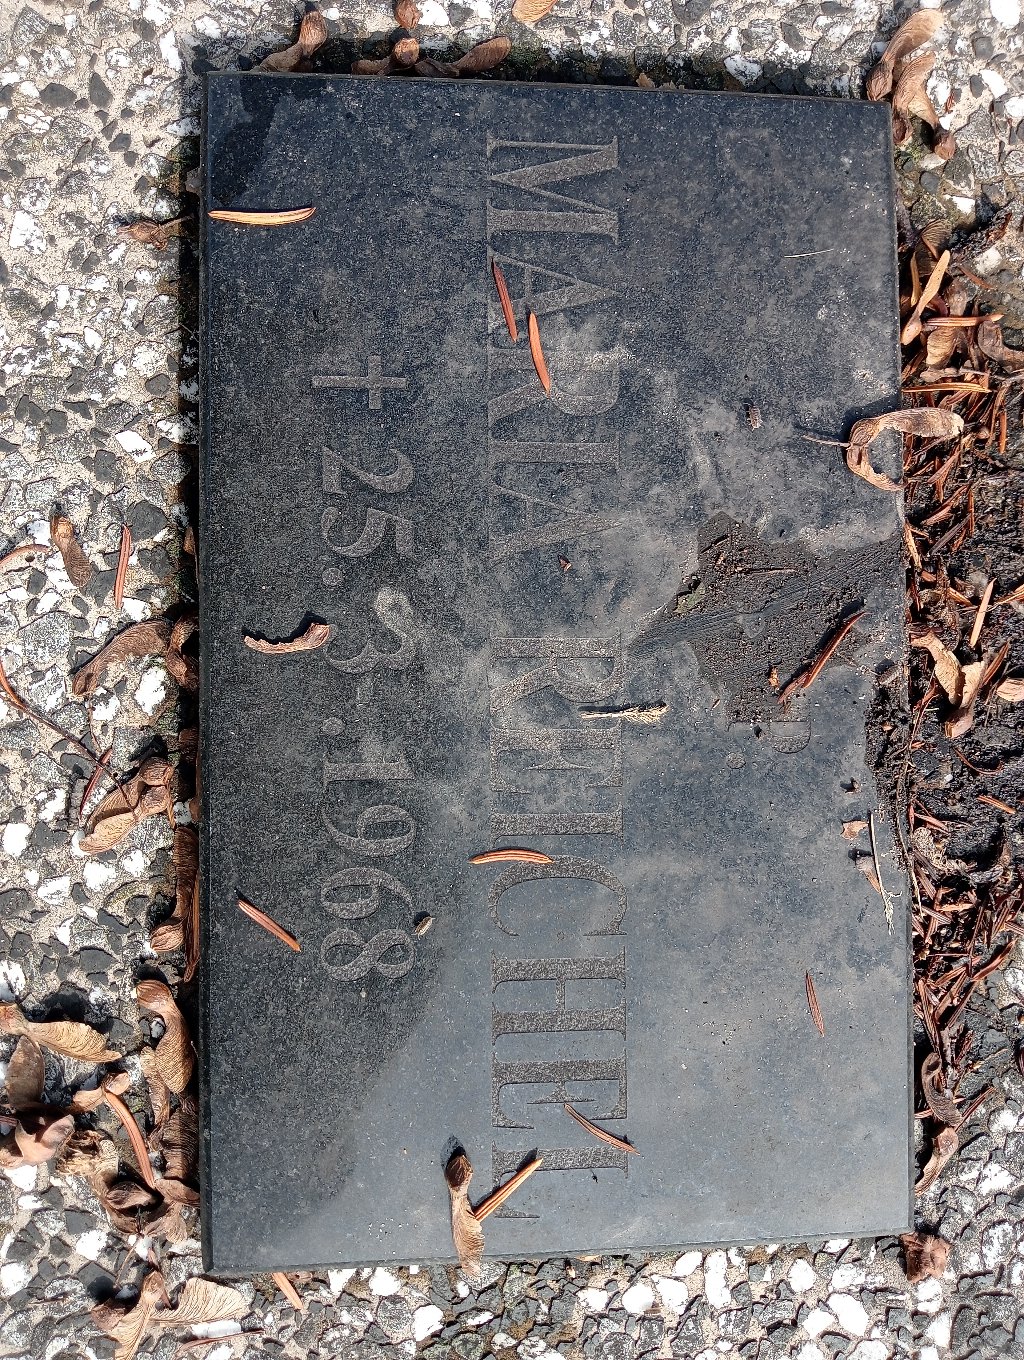 P.
MARIA REICHEL
† 25.3.1968